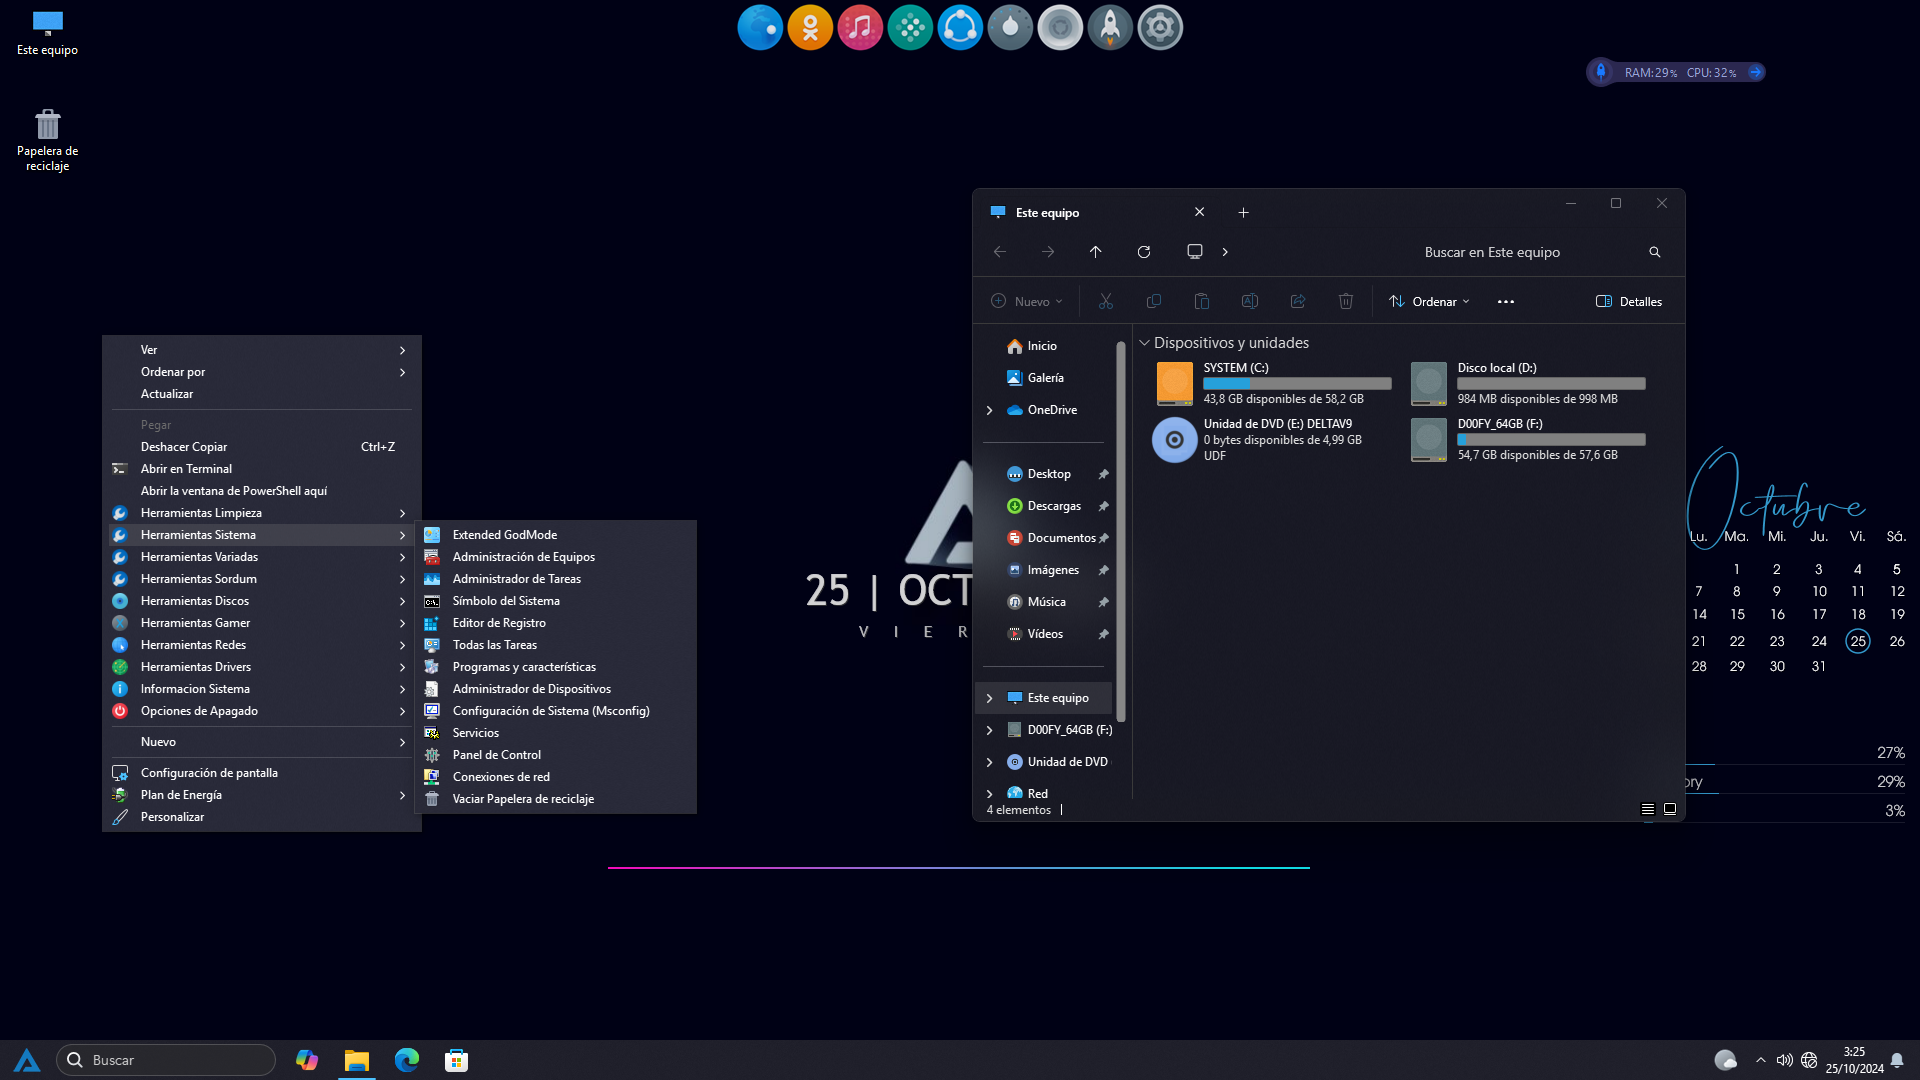 Este equipo
Papelera de
reciclaje
RAM:29% CPU:32%
Ver
Ordenar por
Actualizar
Pegar
Deshacer Copiar Ctrl+Z
Abrir en Terminal
Abrir la ventana de PowerShell aquí
Herramientas Limpieza
Herramientas Sistema
Herramientas Variadas
Herramientas Sordum
Herramientas Discos
Herramientas Gamer
Herramientas Redes
Herramientas Drivers
Informacion Sistema
Opciones de Apagado
Nuevo
Configuración de pantalla
Plan de Energía
Personalizar
Extended GodMode
Administración de Equipos
Administrador de Tareas
Símbolo del Sistema
Editor de Registro
Todas las Tareas
Programas y características
Administrador de Dispositivos
Configuración de Sistema (Msconfig)
Servicios
Panel de Control
Conexiones de red
Vaciar Papelera de reciclaje
25 | OCT
VIER
Este equipo
Buscar en Este equipo
Nuevo
Ordenar
Detalles
Inicio
Galería
OneDrive
Desktop
Descargas
Documentos
Imágenes
Música
Vídeos
Este equipo
D00FY_64GB (F:)
Unidad de DVD
Red
4 elementos
Dispositivos y unidades
SYSTEM (C:)
43,8 GB disponibles de 58,2 GB
Disco local (D:)
984 MB disponibles de 998 MB
Unidad de DVD (E:) DELTAV9
0 bytes disponibles de 4,99 GB
UDF
D00FY_64GB (F:)
54,7 GB disponibles de 57,6 GB
Octubre
Lu. Ma. Mi. Ju. Vi. Sá.
1 2 3 4 5
7 8 9 10 11 12
14 15 16 17 18 19
21 22 23 24 25 26
28 29 30 31
27%
ory 29%
3%
Buscar
3:25
25/10/2024